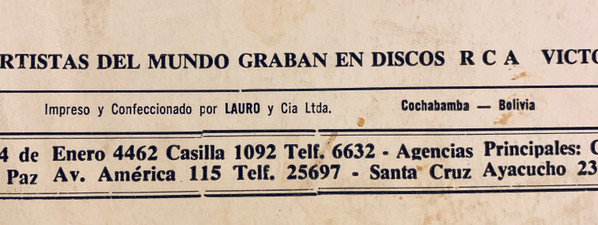 RTISTAS DEL MUNDO GRABAN EN DISCOS R C A VICTO
Impreso y Confeccionado por LAURO y Cia Ltda. Cochabamba — Bolivia
4 de Enero 4462 Casilla 1092 Telf. 6632 - Agencias Principales: C
Paz Av. América 115 Telf. 25697 - Santa Cruz Ayacucho 23